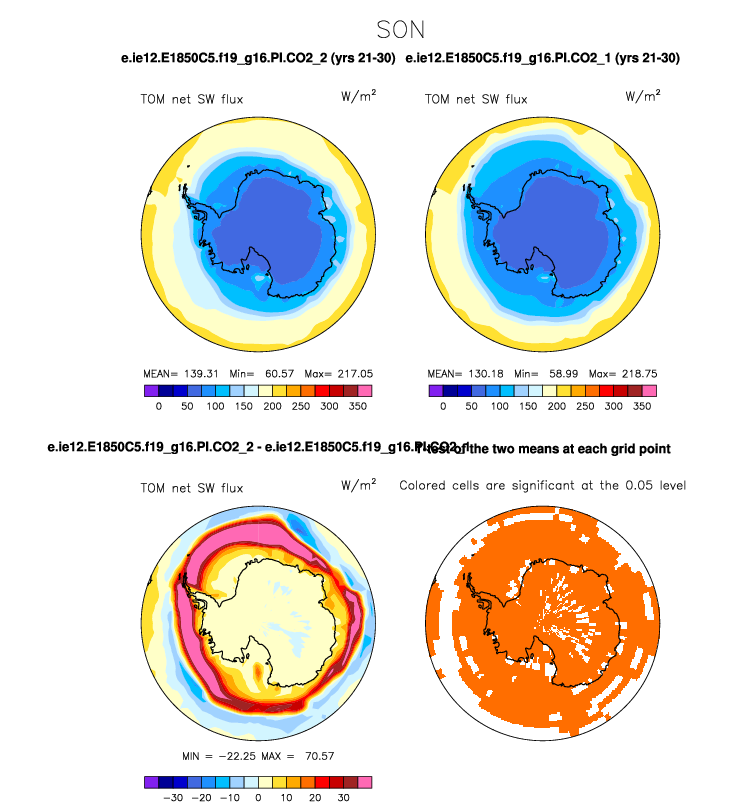 SON
e.ie12.E1850C5.f19_g16.PI.CO2_2 (yrs 21-30) e.ie12.E1850C5.f19_g16.PI.CO2_1 (yrs 21-30)
TOM net SW flux W/m² TOM net SW flux W/m²
MEAN= 139.31 Min= 60.57 Max= 217.05 MEAN= 130.18 Min= 58.99 Max= 218.75
0 50 100 150 200 250 300 350 0 50 100 150 200 250 300 350
e.ie12.E1850C5.f19_g16.PI.CO2_2 - e.ie12.E1850C5.f19_g16.PI.CO2_1 T-test of the two means at each grid point
TOM net SW flux W/m² Colored cells are significant at the 0.05 level
MIN = -22.25 MAX = 70.57
-30 -20 -10 0 10 20 30